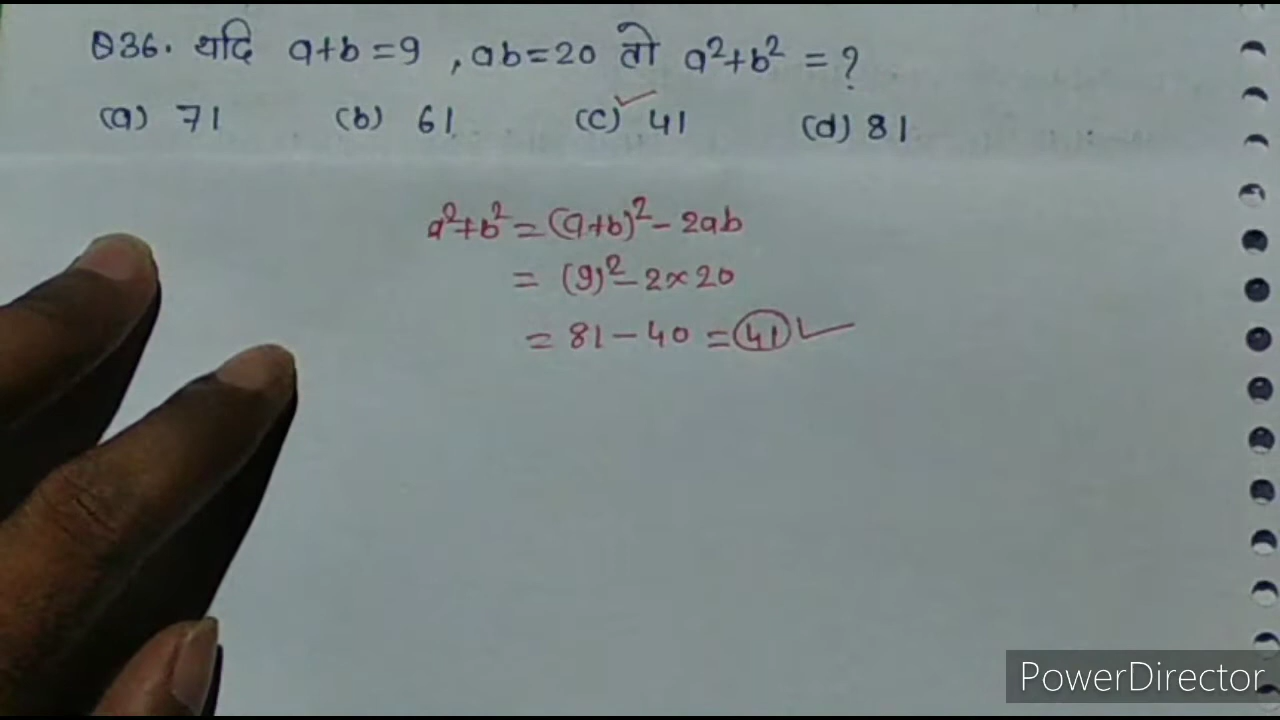 Q36. यदि a+b=9 , ab=20 तो a²+b² = ?
(a) 71 (b) 61 (c) 41 (d) 81
a²+b² = (a+b)² - 2ab
= (9)² - 2×20
= 81 - 40 = 41
PowerDirector